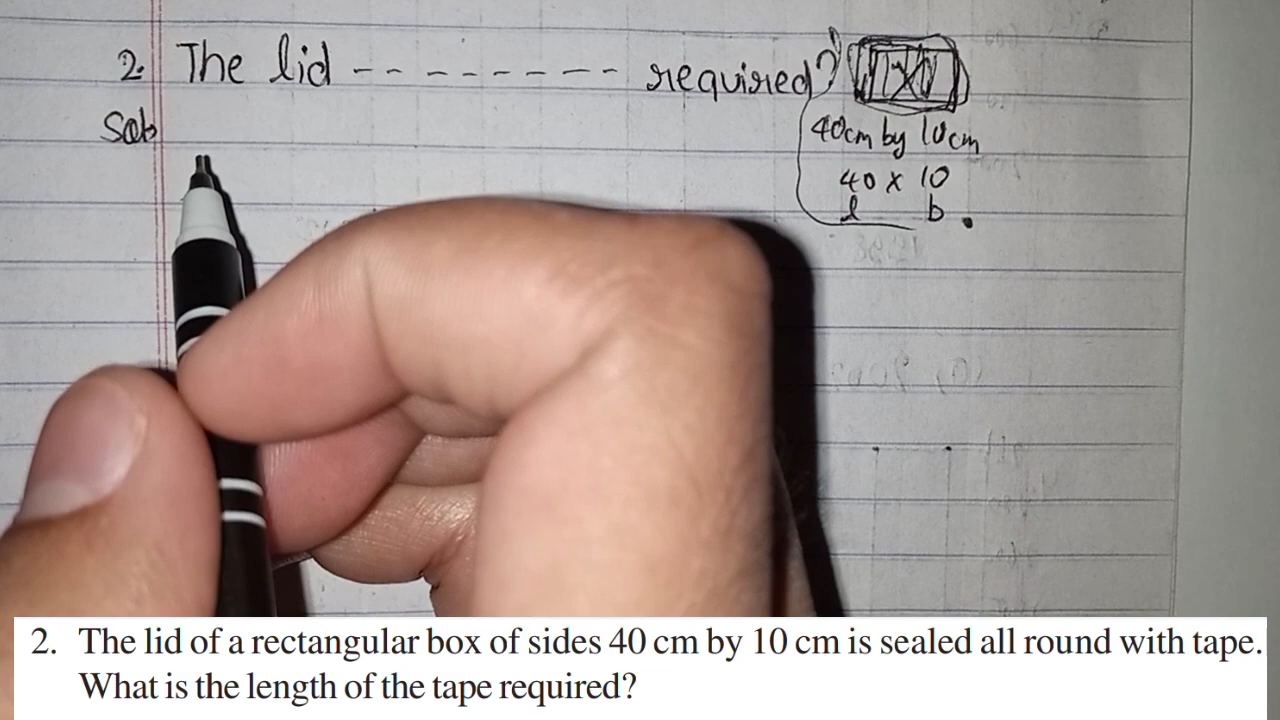 2. The lid -- - - - - - - - required?
Sol
40cm by 10cm
40 x 10
l b .
2. The lid of a rectangular box of sides 40 cm by 10 cm is sealed all round with tape.
What is the length of the tape required?